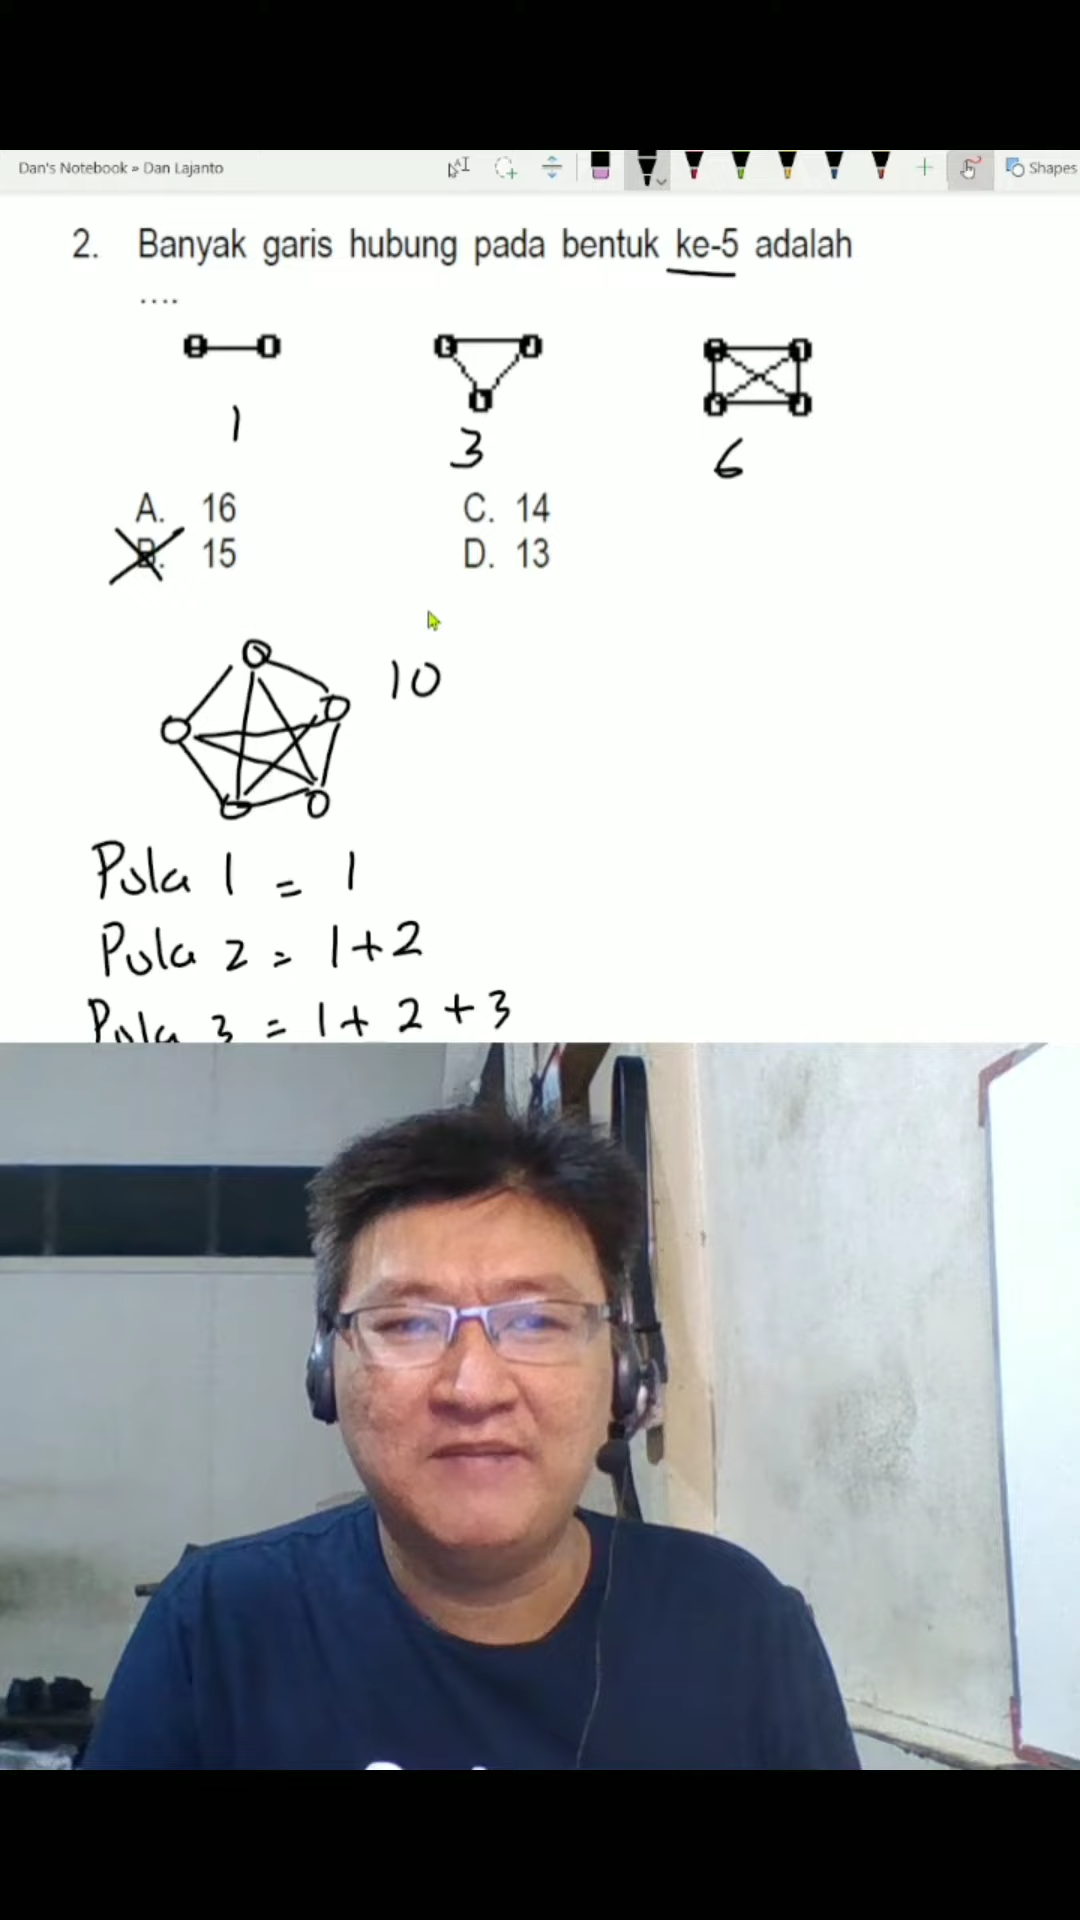 Dan's Notebook » Dan Lajanto
Shapes
2. Banyak garis hubung pada bentuk ke-5 adalah
....
1 3 6
A. 16 C. 14
B. 15 D. 13
10
Pola 1 = 1
Pola 2 = 1+2
Pola 3 = 1+2+3